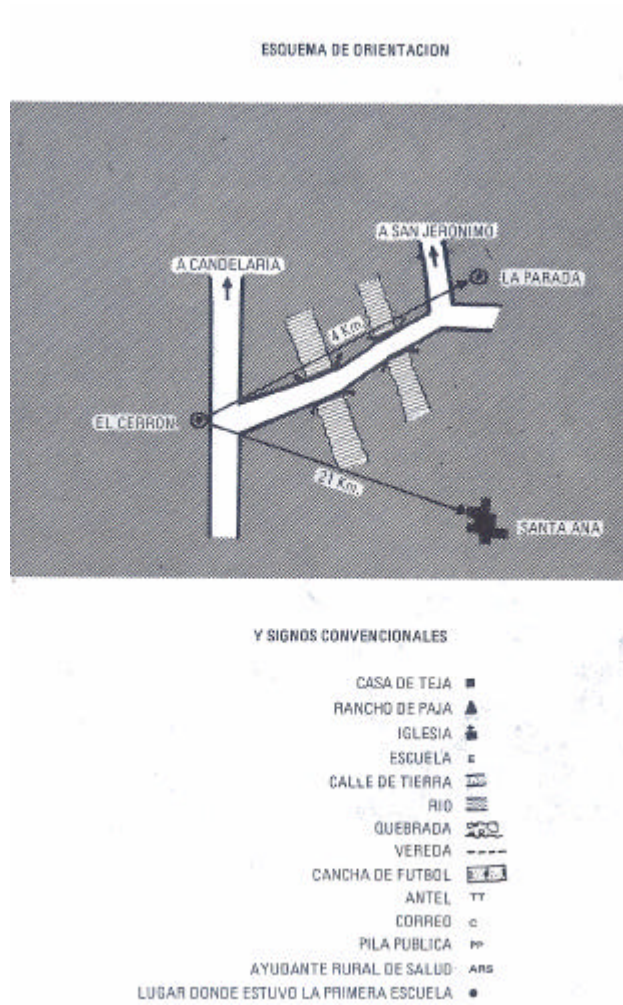 ESQUEMA DE ORIENTACION
A SAN JERONIMO
A CANDELARIA
LA PARADA
4 Km.
EL CERRON
21 Km.
SANTA ANA
Y SIGNOS CONVENCIONALES
CASA DE TEJA
RANCHO DE PAJA
IGLESIA
ESCUELA E
CALLE DE TIERRA
RIO
QUEBRADA
VEREDA
CANCHA DE FUTBOL
ANTEL TT
CORREO C
PILA PUBLICA PP
AYUDANTE RURAL DE SALUD ARS
LUGAR DONDE ESTUVO LA PRIMERA ESCUELA